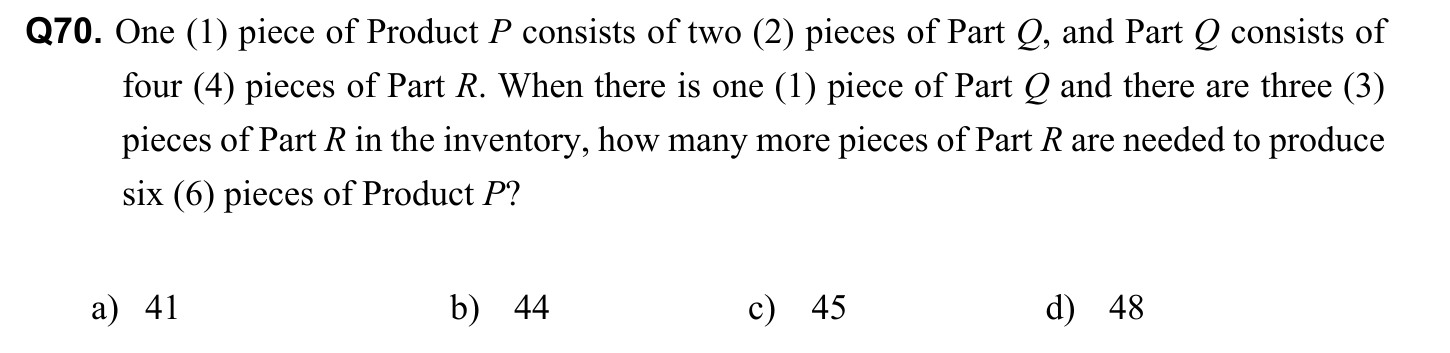 Q70. One (1) piece of Product P consists of two (2) pieces of Part Q, and Part Q consists of
four (4) pieces of Part R. When there is one (1) piece of Part Q and there are three (3)
pieces of Part R in the inventory, how many more pieces of Part R are needed to produce
six (6) pieces of Product P?
a) 41 b) 44 c) 45 d) 48